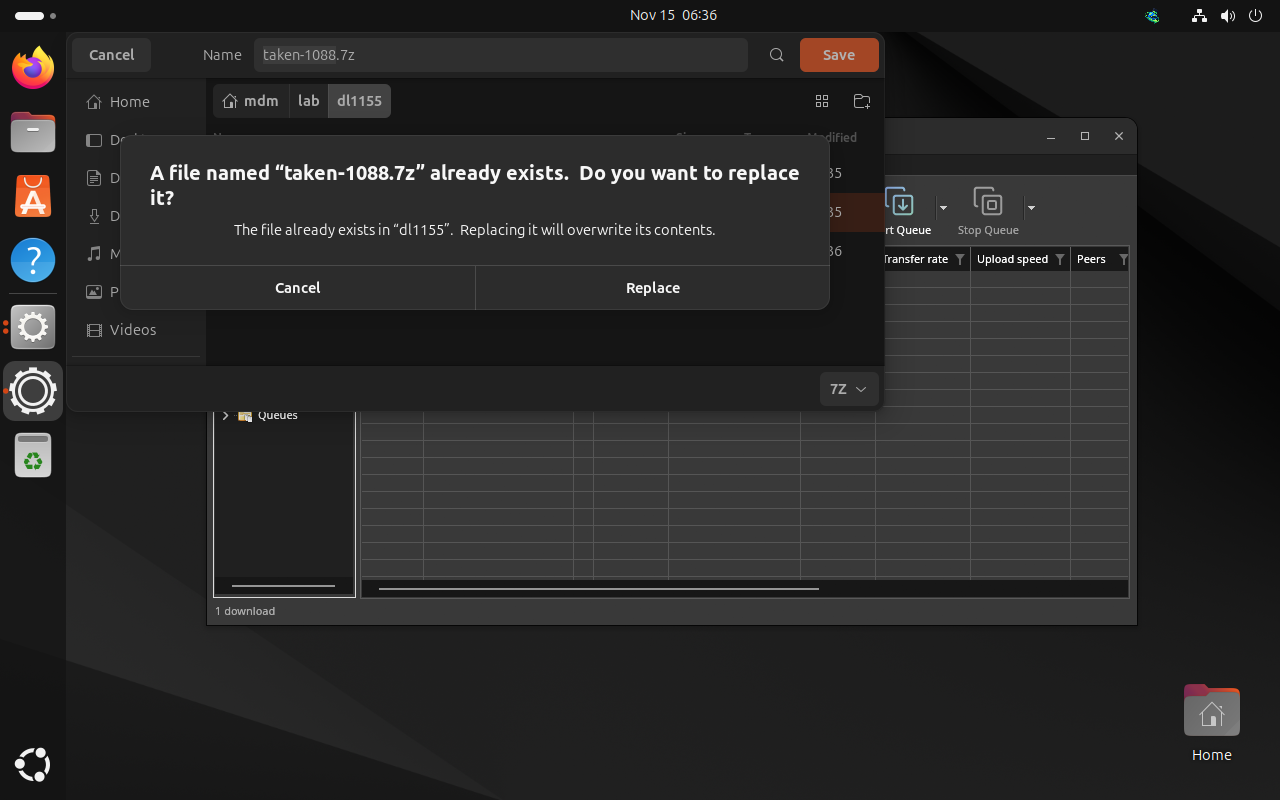 Nov 15 06:36
Cancel
Name
taken-1088.7z
Save
Home
mdm
lab
dl1155
Modified
A file named “taken-1088.7z” already exists. Do you want to replace
it?
The file already exists in “dl1155”. Replacing it will overwrite its contents.
Cancel
Replace
Videos
7Z
Stop Queue
Transfer rate
Upload speed
Peers
Queues
1 download
Home